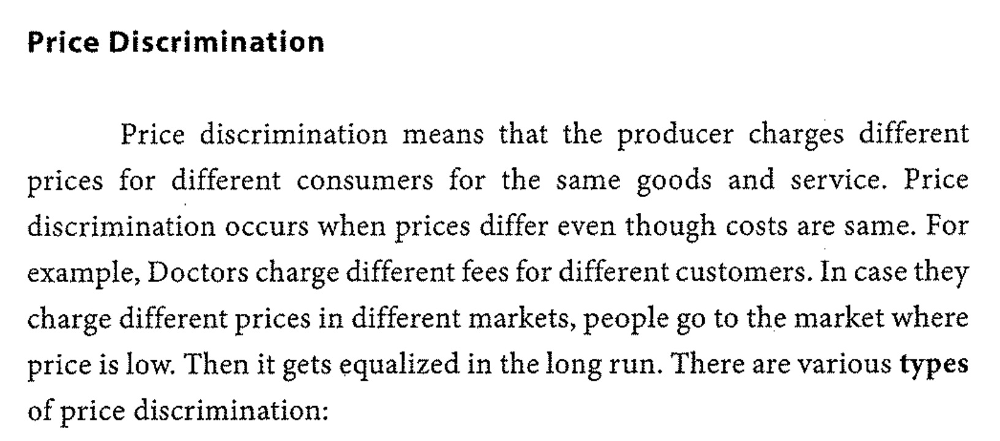 Price Discrimination
Price discrimination means that the producer charges different
prices for different consumers for the same goods and service. Price
discrimination occurs when prices differ even though costs are same. For
example, Doctors charge different fees for different customers. In case they
charge different prices in different markets, people go to the market where
price is low. Then it gets equalized in the long run. There are various types
of price discrimination: